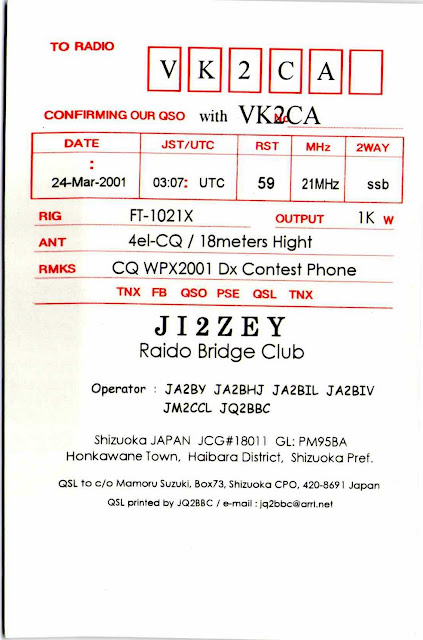 TO RADIO
V K 2 C A
CONFIRMING OUR QSO with VK2CA
DATE JST/UTC RST MHz 2WAY
:
24-Mar-2001 03:07: UTC 59 21MHz ssb
RIG FT-1021X OUTPUT 1K W
ANT 4el-CQ / 18meters Hight
RMKS CQ WPX2001 Dx Contest Phone
TNX FB QSO PSE QSL TNX
JI2ZEY
Raido Bridge Club
Operator : JA2BY JA2BHJ JA2BIL JA2BIV
JM2CCL JQ2BBC
Shizuoka JAPAN JCG#18011 GL: PM95BA
Honkawane Town, Haibara District, Shizuoka Pref.
QSL to c/o Mamoru Suzuki, Box73, Shizuoka CPO, 420-8691 Japan
QSL printed by JQ2BBC / e-mail : jq2bbc@arrl.net